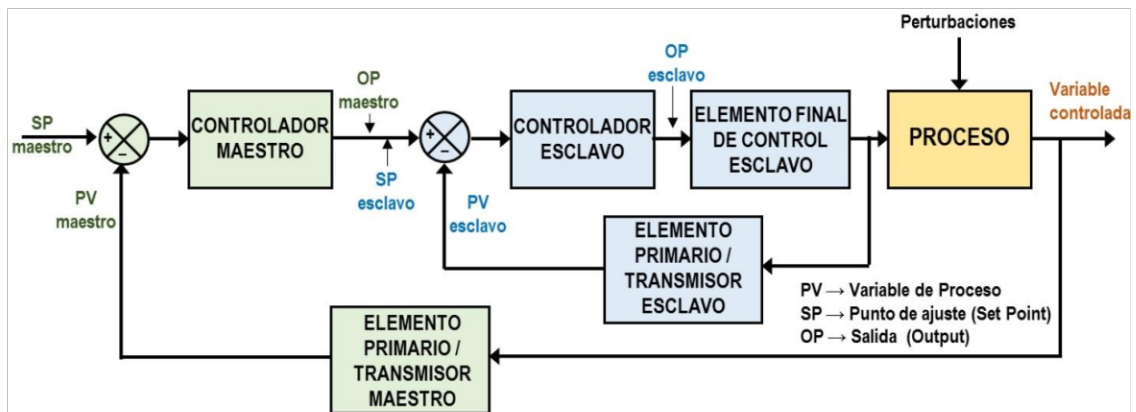 Perturbaciones
OP
maestro
OP
esclavo
Variable
controlada
SP
maestro
+
−
CONTROLADOR
MAESTRO
SP
esclavo
+
−
CONTROLADOR
ESCLAVO
ELEMENTO FINAL
DE CONTROL
ESCLAVO
PROCESO
PV
maestro
PV
esclavo
ELEMENTO
PRIMARIO /
TRANSMISOR
ESCLAVO
PV → Variable de Proceso
SP → Punto de ajuste (Set Point)
OP → Salida (Output)
ELEMENTO
PRIMARIO /
TRANSMISOR
MAESTRO